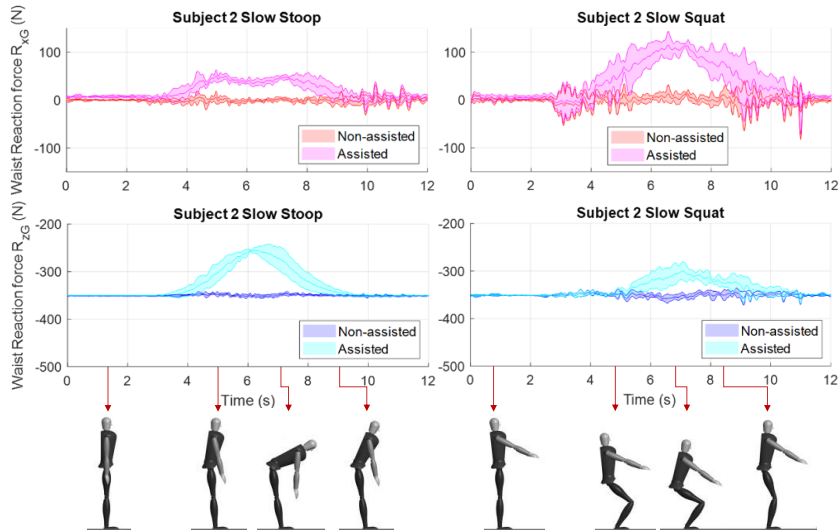 Subject 2 Slow Stoop
Subject 2 Slow Squat
Waist Reaction force R_xG (N)
100
0
-100
Non-assisted
Assisted
0 2 4 6 8 10 12
100
0
-100
Non-assisted
Assisted
0 2 4 6 8 10 12
Subject 2 Slow Stoop
Subject 2 Slow Squat
Waist Reaction force R_zG (N)
-200
-300
-400
-500
Non-assisted
Assisted
0 2 4 6 8 10 12
Time (s)
-200
-300
-400
-500
Non-assisted
Assisted
0 2 4 6 8 10 12
Time (s)